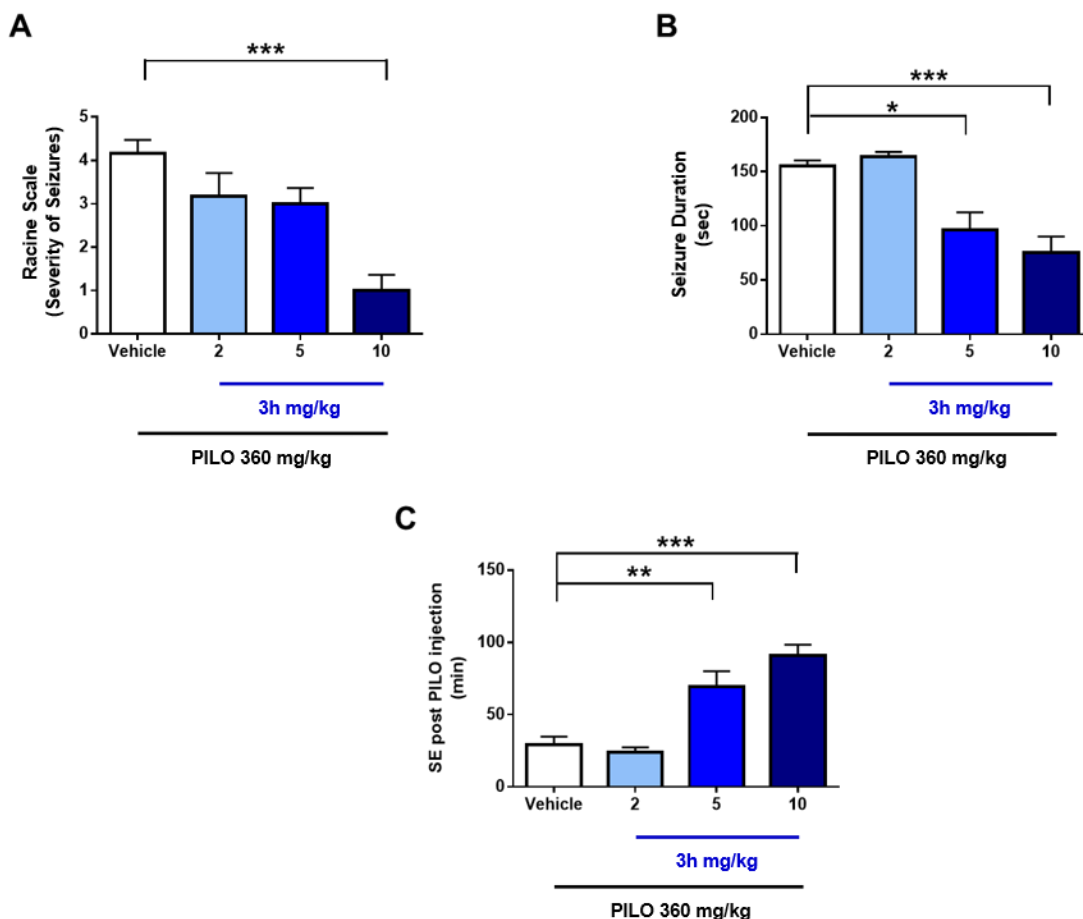 A
***
Racine Scale
(Severity of Seizures)
5
4
3
2
1
0
Vehicle 2 5 10
3h mg/kg
PILO 360 mg/kg
B
***
*
Seizure Duration
(sec)
200
150
100
50
0
Vehicle 2 5 10
3h mg/kg
PILO 360 mg/kg
C
***
**
SE post PILO injection
(min)
150
100
50
0
Vehicle 2 5 10
3h mg/kg
PILO 360 mg/kg